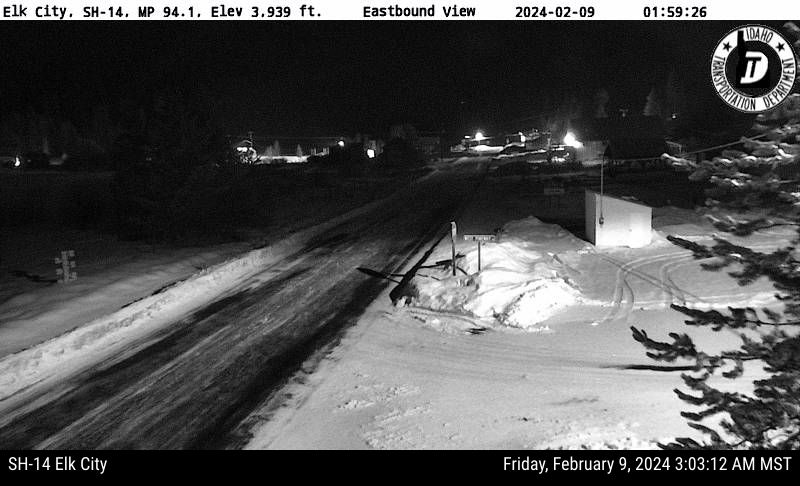 Elk City, SH-14, MP 94.1, Elev 3,939 ft. Eastbound View 2024-02-09 01:59:26
IDAHO
TRANSPORTATION DEPARTMENT
SH-14 Elk City Friday, February 9, 2024 3:03:12 AM MST